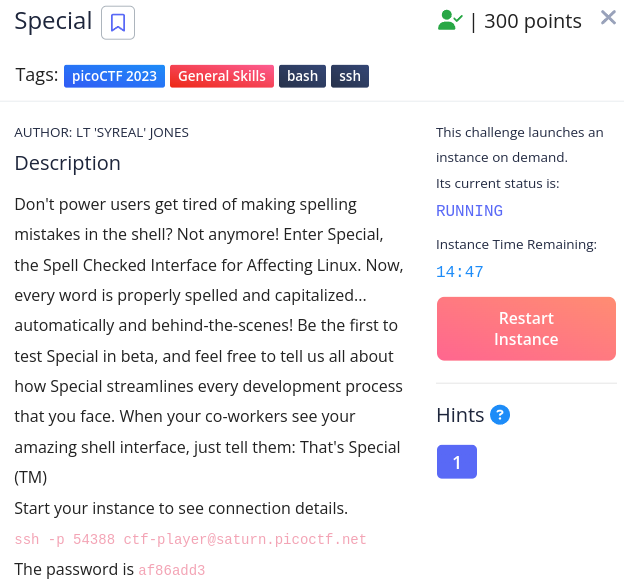 Special
| 300 points
Tags: picoCTF 2023 General Skills bash ssh
AUTHOR: LT 'SYREAL' JONES
Description
Don't power users get tired of making spelling
mistakes in the shell? Not anymore! Enter Special,
the Spell Checked Interface for Affecting Linux. Now,
every word is properly spelled and capitalized...
automatically and behind-the-scenes! Be the first to
test Special in beta, and feel free to tell us all about
how Special streamlines every development process
that you face. When your co-workers see your
amazing shell interface, just tell them: That's Special
(TM)
Start your instance to see connection details.
ssh -p 54388 ctf-player@saturn.picoctf.net
The password is af86add3
This challenge launches an
instance on demand.
Its current status is:
RUNNING
Instance Time Remaining:
14:47
Restart
Instance
Hints ?
1